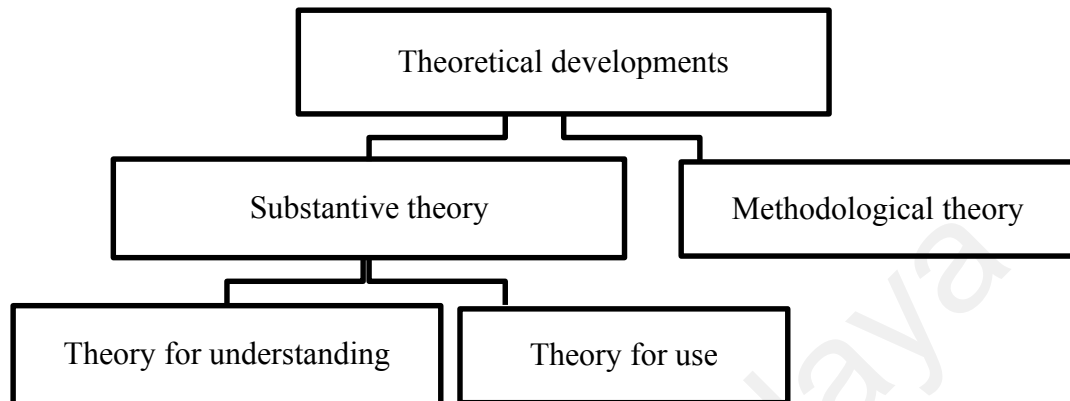 Theoretical developments
Substantive theory
Methodological theory
Theory for understanding
Theory for use